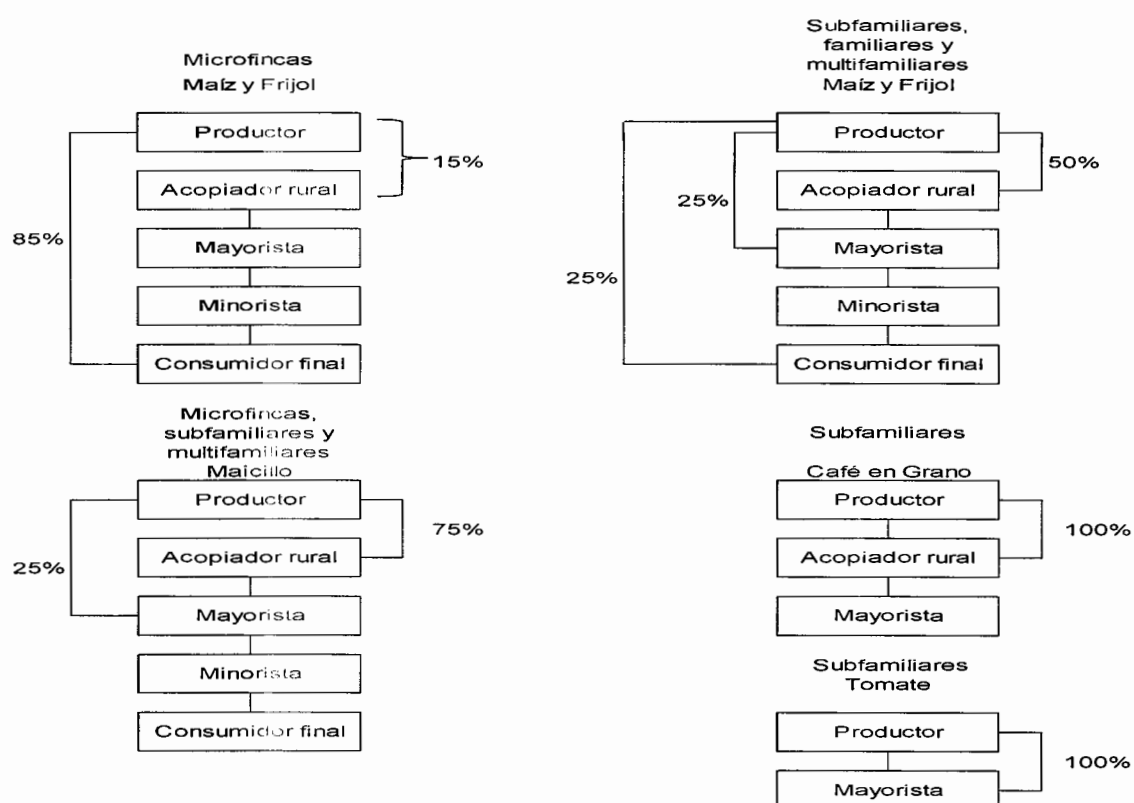 Microfincas
Maíz y Frijol
Productor
15%
Acopiador rural
85%
Mayorista
Minorista
Consumidor final
Subfamiliares,
familiares y
multifamiliares
Maíz y Frijol
Productor
50%
Acopiador rural
25%
Mayorista
25%
Minorista
Consumidor final
Microfincas,
subfamiliares y
multifamiliares
Maicillo
Productor
75%
Acopiador rural
25%
Mayorista
Minorista
Consumidor final
Subfamiliares
Café en Grano
Productor
100%
Acopiador rural
Mayorista
Subfamiliares
Tomate
Productor
100%
Mayorista